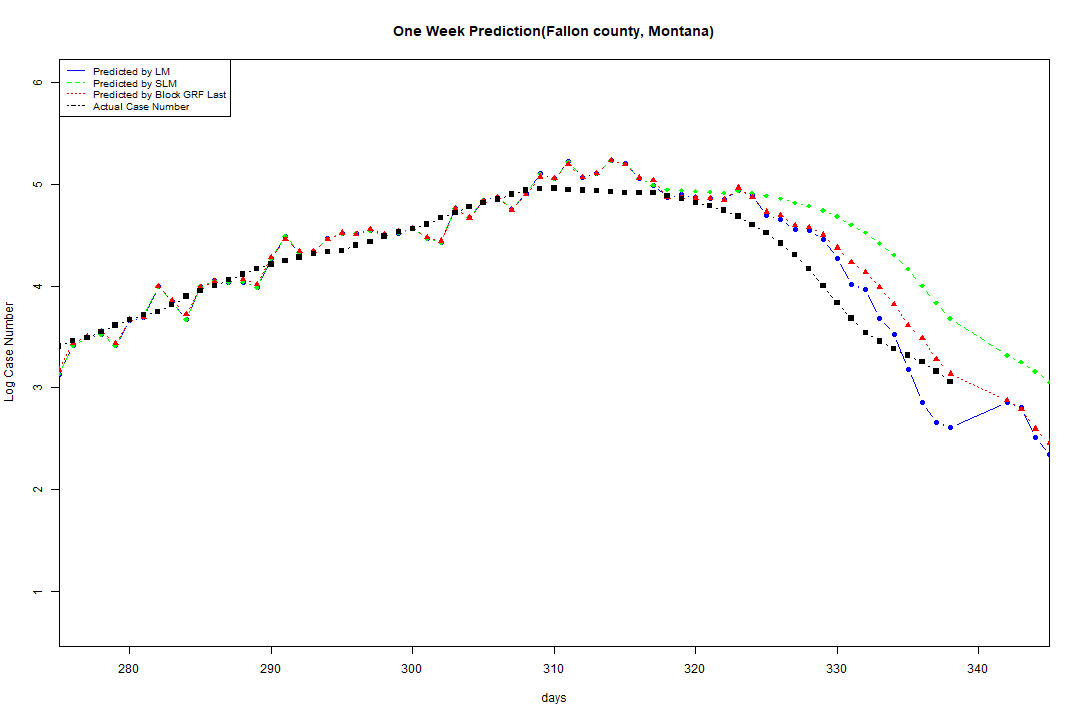 One Week Prediction(Fallon county, Montana)
Predicted by LM
Predicted by SLM
Predicted by Block GRF Last
Actual Case Number
6
5
4
3
2
1
Log Case Number
280 290 300 310 320 330 340
days